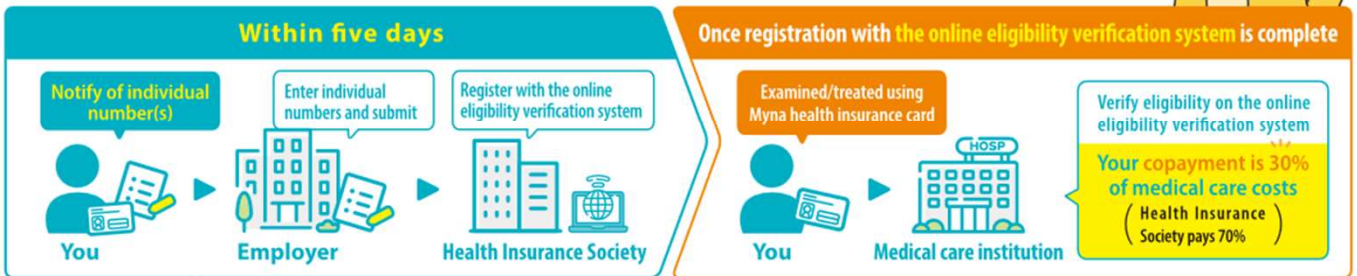 Within five days
Notify of individual
number(s)
Enter individual
numbers and submit
Register with the online
eligibility verification system
You
Employer
Health Insurance Society
Once registration with the online eligibility verification system is complete
Examined/treated using
Myna health insurance card
HOSP
You
Medical care institution
Verify eligibility on the online
eligibility verification system
Your copayment is 30%
of medical care costs
(Health Insurance
Society pays 70%)